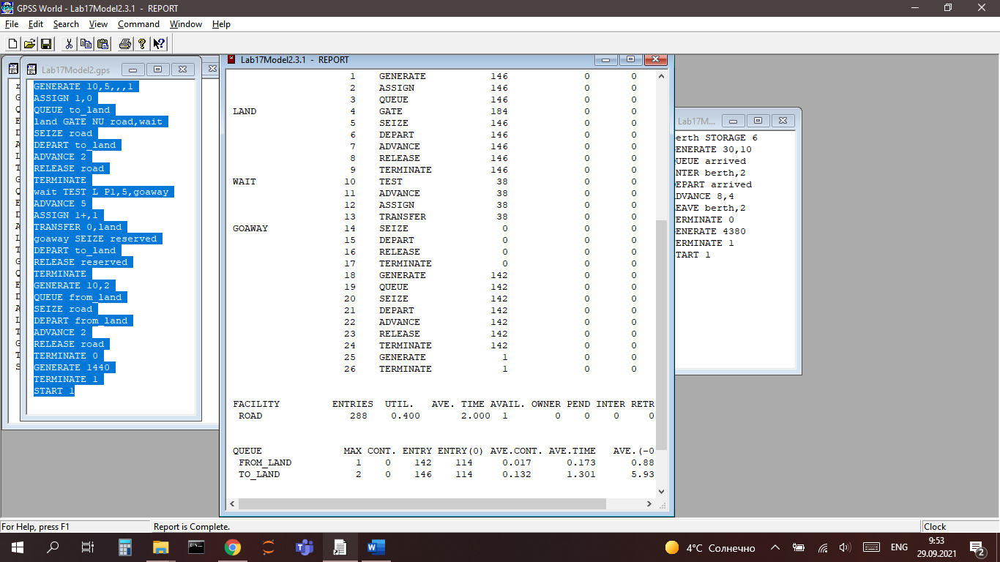 GPSS World - Lab17Model2.3.1 - REPORT
File Edit Search View Command Window Help
Lab17Model2.gps
GENERATE 10,5,,,1
ASSIGN 1,0
QUEUE to_land
land GATE NU road,wait
SEIZE road
DEPART to_land
ADVANCE 2
RELEASE road
TERMINATE
wait TEST L P1,5,goaway
ADVANCE 5
ASSIGN 1+,1
TRANSFER 0,land
goaway SEIZE reserved
DEPART to_land
RELEASE reserved
TERMINATE
GENERATE 10,2
QUEUE from_land
SEIZE road
DEPART from_land
ADVANCE 2
RELEASE road
TERMINATE 0
GENERATE 1440
TERMINATE 1
START 1
Lab17Model2.3.1 - REPORT
1 GENERATE 146 0 0
2 ASSIGN 146 0 0
3 QUEUE 146 0 0
LAND 4 GATE 184 0 0
5 SEIZE 146 0 0
6 DEPART 146 0 0
7 ADVANCE 146 0 0
8 RELEASE 146 0 0
9 TERMINATE 146 0 0
WAIT 10 TEST 38 0 0
11 ADVANCE 38 0 0
12 ASSIGN 38 0 0
13 TRANSFER 38 0 0
GOAWAY 14 SEIZE 0 0 0
15 DEPART 0 0 0
16 RELEASE 0 0 0
17 TERMINATE 0 0 0
18 GENERATE 142 0 0
19 QUEUE 142 0 0
20 SEIZE 142 0 0
21 DEPART 142 0 0
22 ADVANCE 142 0 0
23 RELEASE 142 0 0
24 TERMINATE 142 0 0
25 GENERATE 1 0 0
26 TERMINATE 1 0 0
FACILITY ENTRIES UTIL. AVE. TIME AVAIL. OWNER PEND INTER RETR
ROAD 288 0.400 2.000 1 0 0 0 0
QUEUE MAX CONT. ENTRY ENTRY(0) AVE.CONT. AVE.TIME AVE.(-0
FROM_LAND 1 0 142 114 0.017 0.173 0.88
TO_LAND 2 0 146 114 0.132 1.301 5.93
Lab17M...
erth STORAGE 6
ENERATE 30,10
UEUE arrived
NTER berth,2
EPART arrived
DVANCE 8,4
EAVE berth,2
ERMINATE 0
ENERATE 4380
ERMINATE 1
TART 1
For Help, press F1 Report is Complete. Clock
4°C Солнечно ENG 9:53
29.09.2021
2